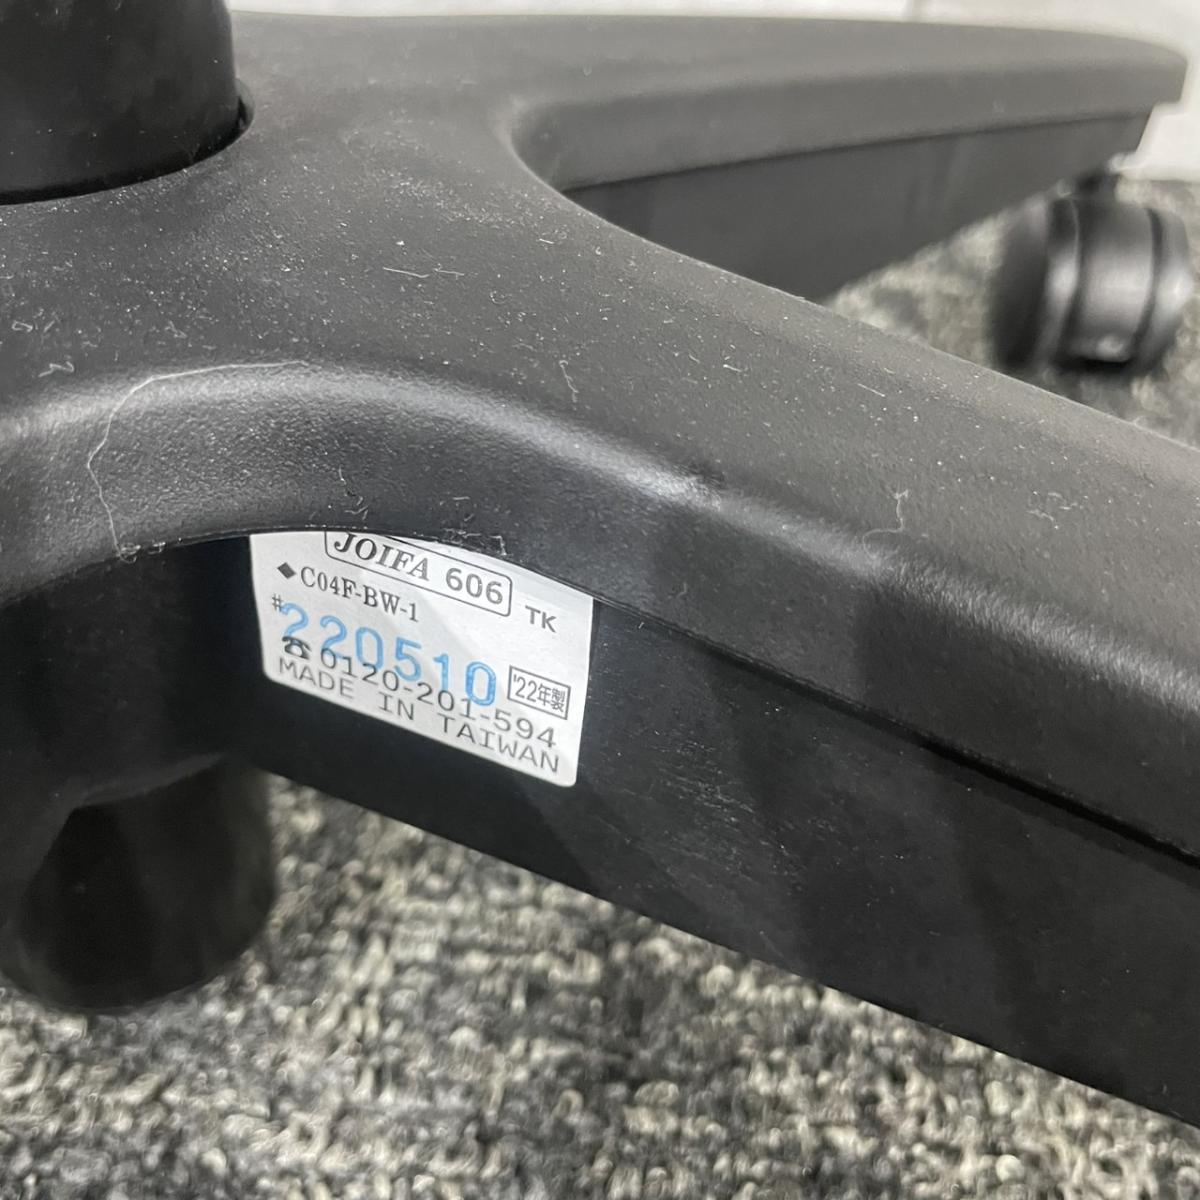 JOIFA 606 TK
◆C04F-BW-1
#220510 '22年製
☎0120-201-594
MADE IN TAIWAN